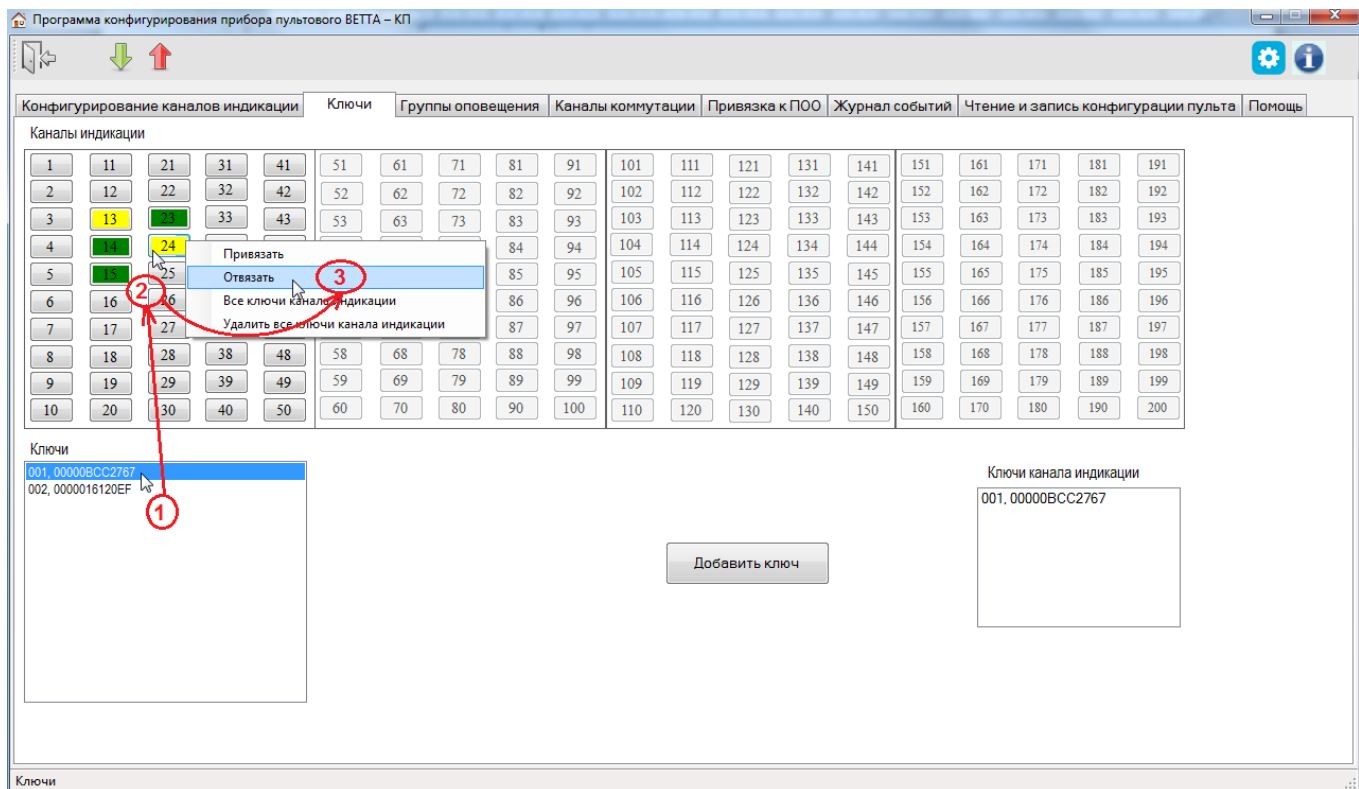 Программа конфигурирования прибора пультового ВЕТТА – КП
Конфигурирование каналов индикации Ключи Группы оповещения Каналы коммутации Привязка к ПОО Журнал событий Чтение и запись конфигурации пульта Помощь
Каналы индикации
1 11 21 31 41 51 61 71 81 91 101 111 121 131 141 151 161 171 181 191
2 12 22 32 42 52 62 72 82 92 102 112 122 132 142 152 162 172 182 192
3 13 23 33 43 53 63 73 83 93 103 113 123 133 143 153 163 173 183 193
4 14 24 84 94 104 114 124 134 144 154 164 174 184 194
Привязать
5 15 25 85 95 105 115 125 135 145 155 165 175 185 195
Отвязать 3
6 16 2 26 86 96 106 116 126 136 146 156 166 176 186 196
Все ключи канала индикации
7 17 27 87 97 107 117 127 137 147 157 167 177 187 197
Удалить все ключи канала индикации
8 18 28 38 48 58 68 78 88 98 108 118 128 138 148 158 168 178 188 198
9 19 29 39 49 59 69 79 89 99 109 119 129 139 149 159 169 179 189 199
10 20 30 40 50 60 70 80 90 100 110 120 130 140 150 160 170 180 190 200
Ключи
001, 00000BCC2767
002, 0000016120EF
1
Добавить ключ
Ключи канала индикации
001, 00000BCC2767
Ключи